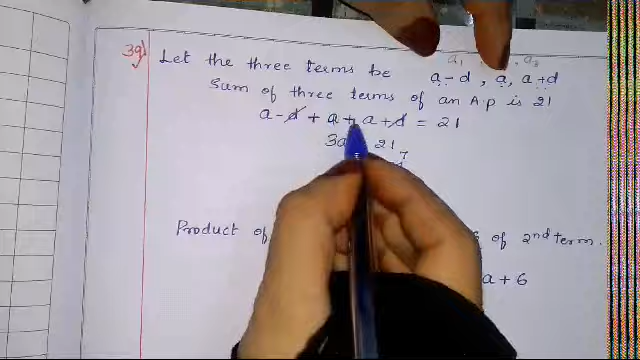 39)
a₁ , a₃
Let the three terms be a-d, a, a+d
Sum of three terms of an A.p is 21
a-d + a + a+d = 21
3a 21
7
Product of of 2nd term.
a + 6